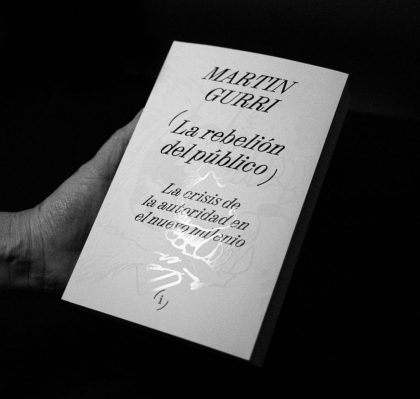 MARTIN
GURRI
(La rebelión
del público)
La crisis de
la autoridad en
el nuevo milenio
(i)